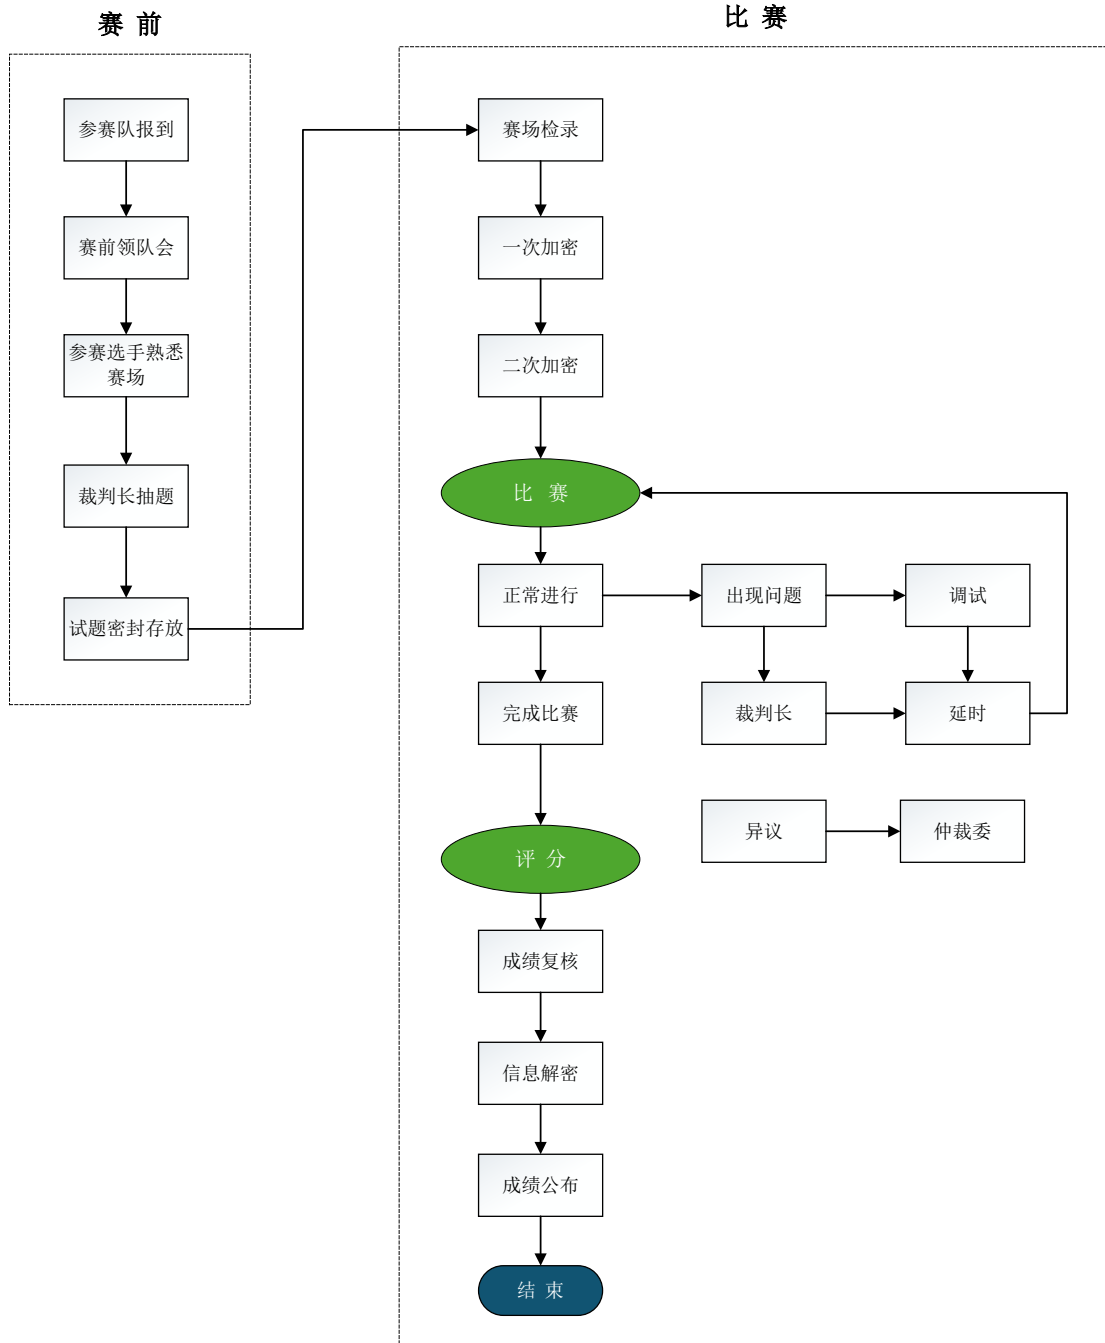 赛 前
参赛队报到
赛前领队会
参赛选手熟悉
赛场
裁判长抽题
试题密封存放
比 赛
赛场检录
一次加密
二次加密
比 赛
正常进行
出现问题
调试
完成比赛
裁判长
延时
异议
仲裁委
评 分
成绩复核
信息解密
成绩公布
结 束